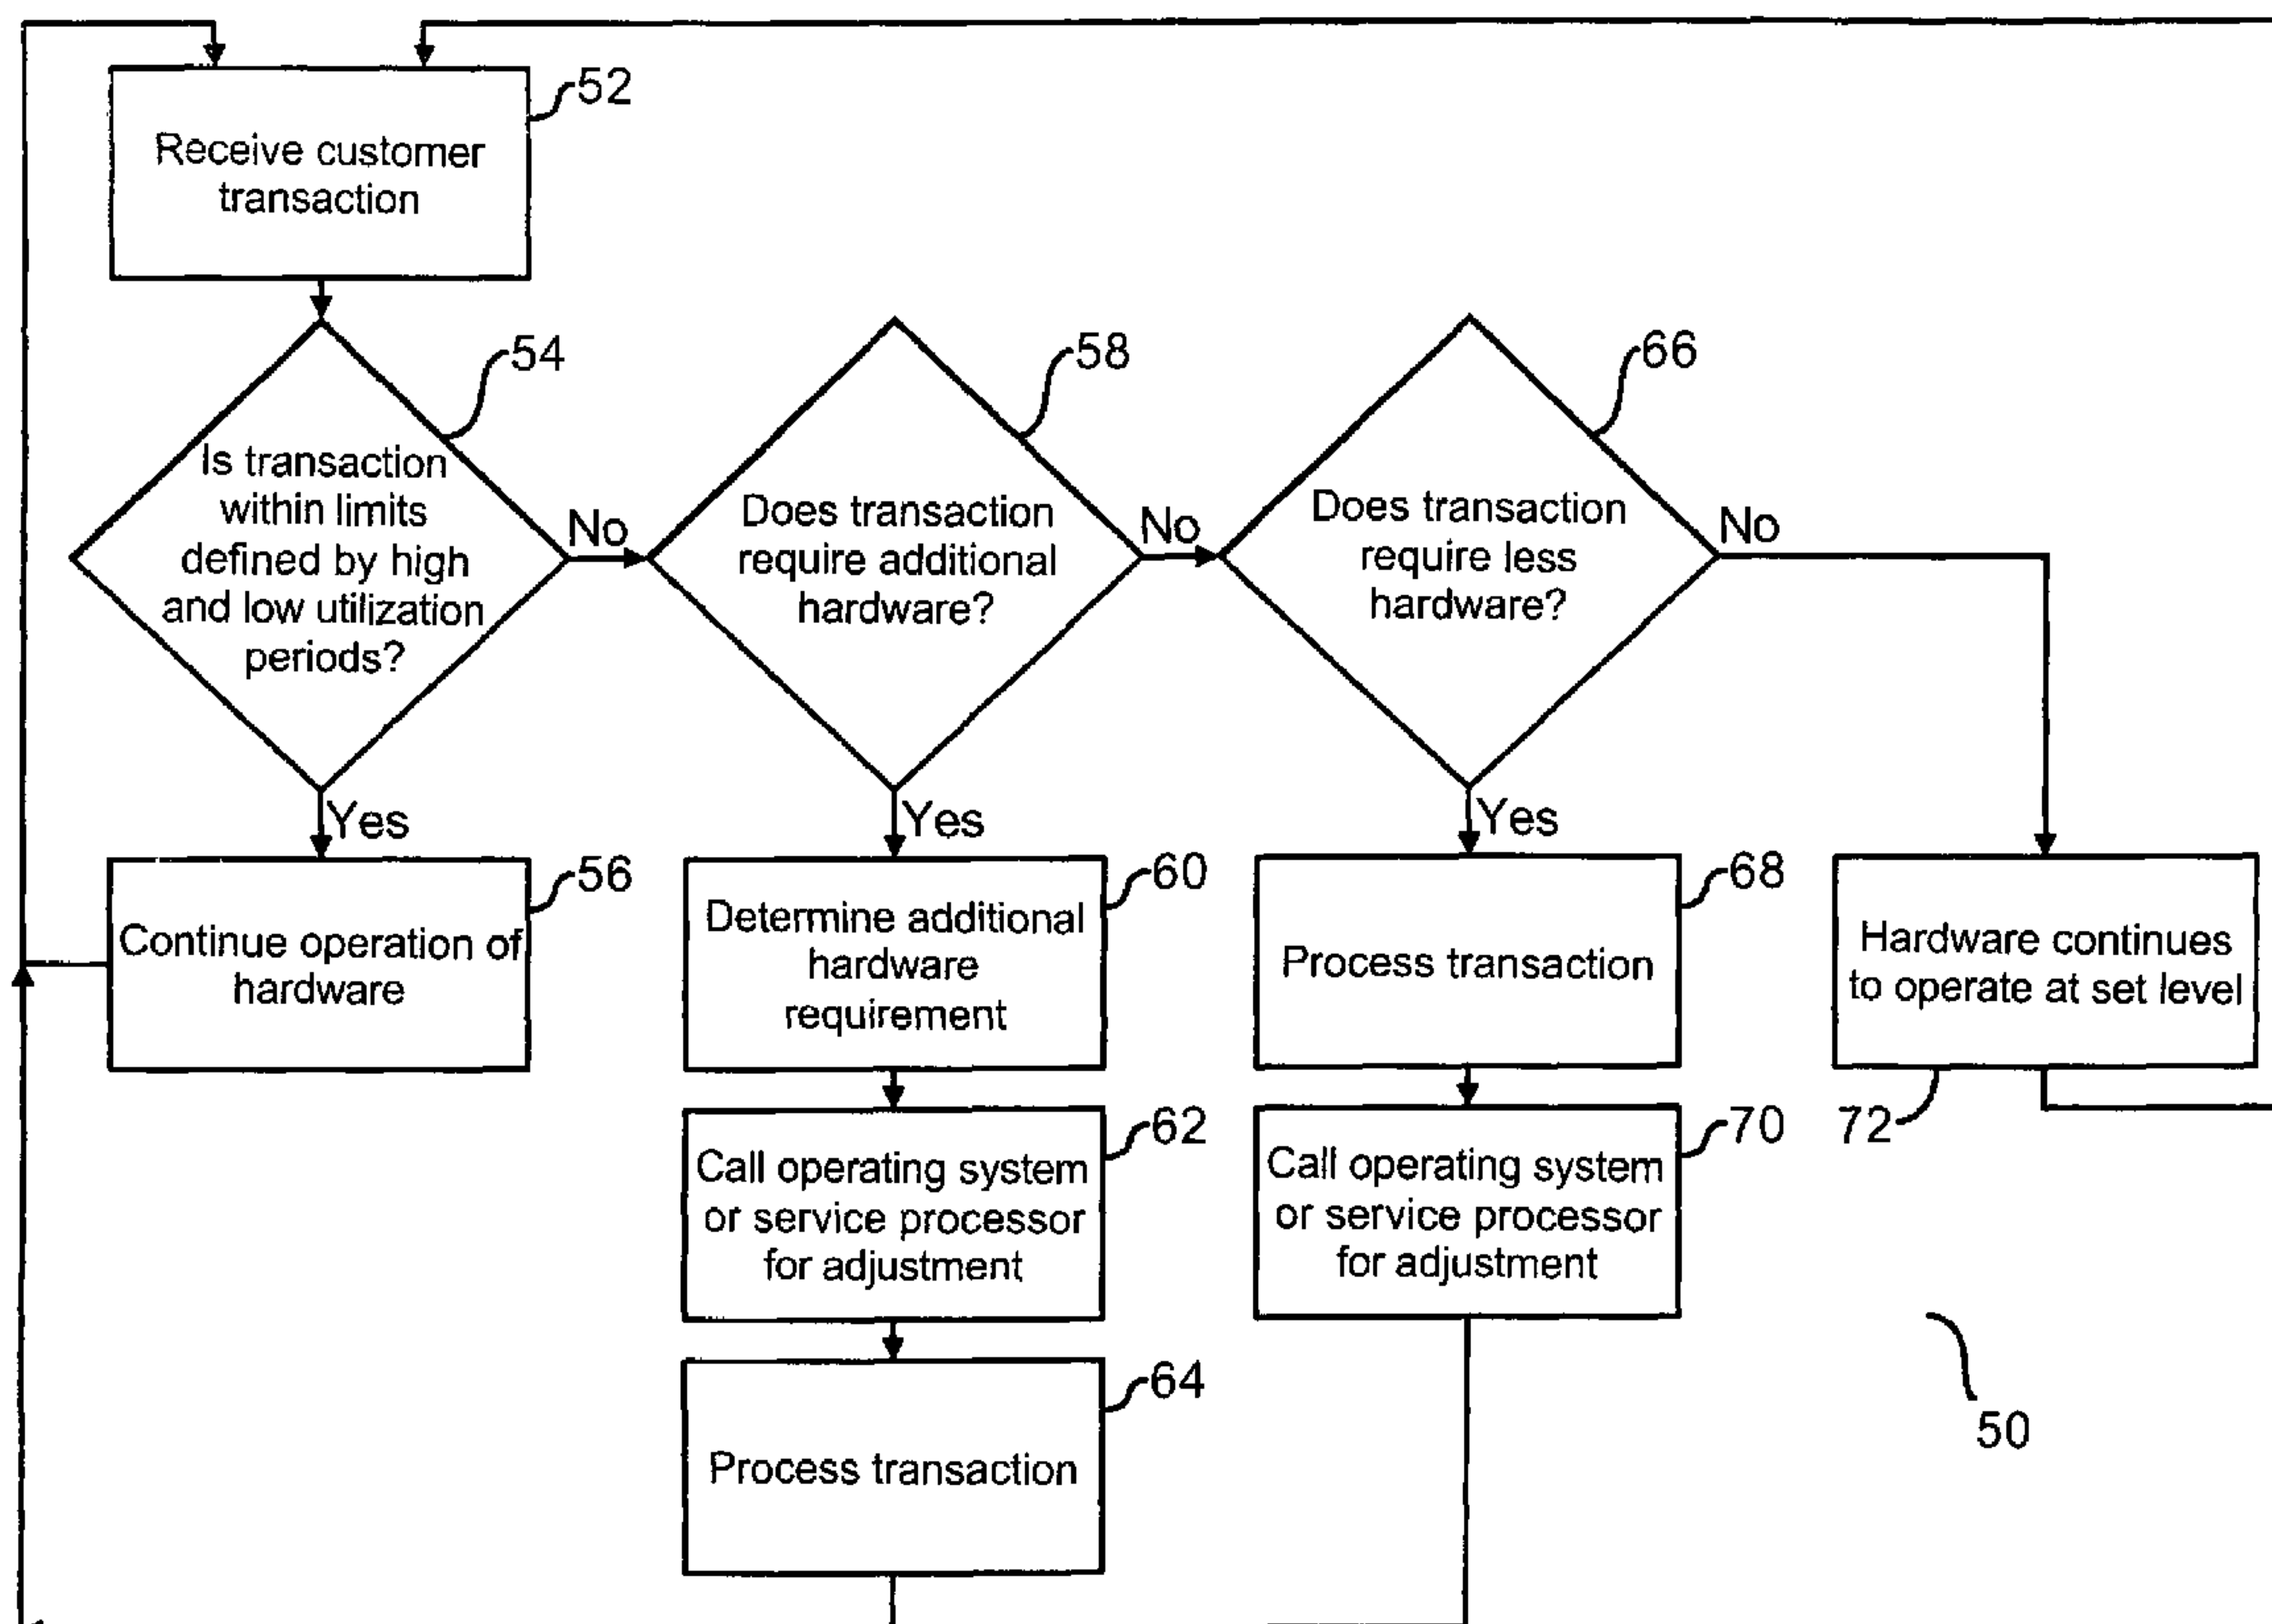 52
Receive customer
transaction
54
Is transaction
within limits
defined by high
and low utilization
periods?
No
58
Does transaction
require additional
hardware?
No
66
Does transaction
require less
hardware?
No
Yes
Yes
Yes
56
Continue operation of
hardware
60
Determine additional
hardware
requirement
68
Process transaction
Hardware continues
to operate at set level
72
62
Call operating system
or service processor
for adjustment
70
Call operating system
or service processor
for adjustment
64
Process transaction
50